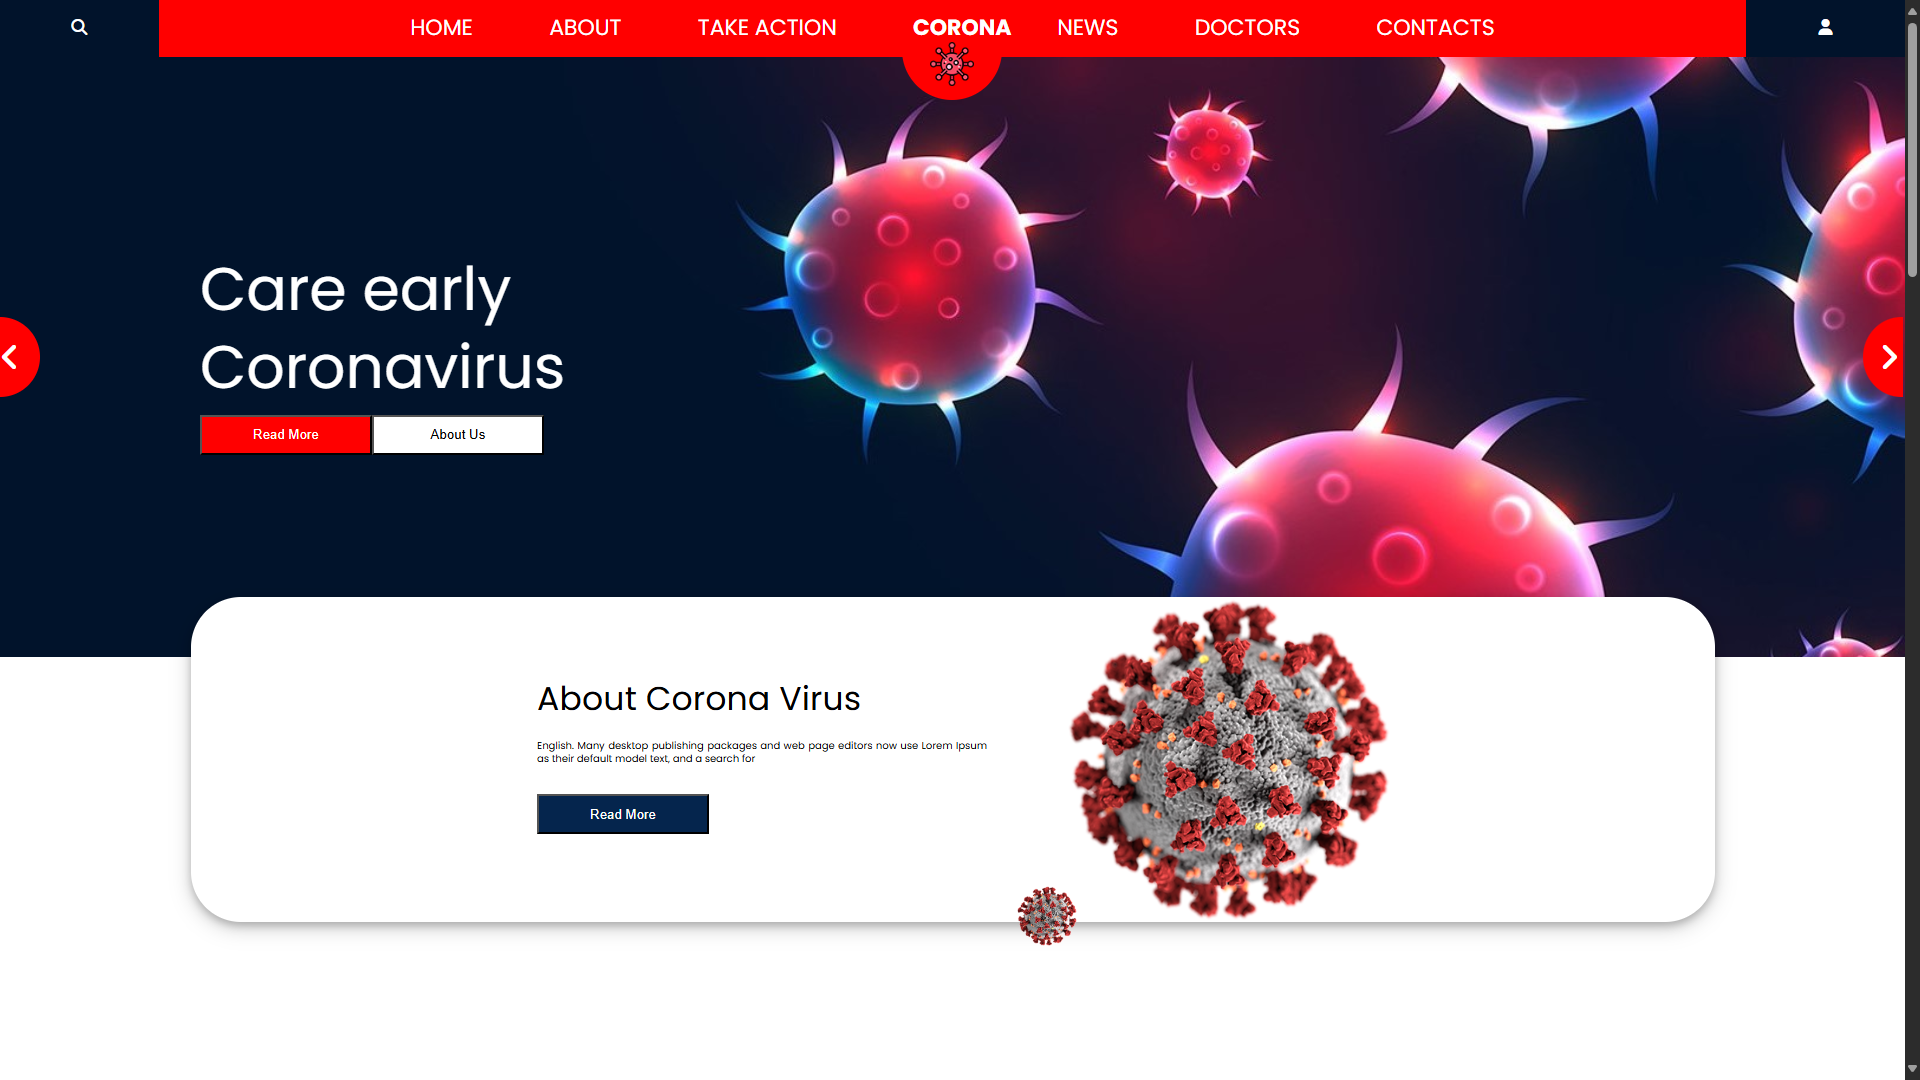 HOME ABOUT TAKE ACTION CORONA NEWS DOCTORS CONTACTS
Care early
Coronavirus
Read More About Us
About Corona Virus
English. Many desktop publishing packages and web page editors now use Lorem Ipsum
as their default model text, and a search for
Read More